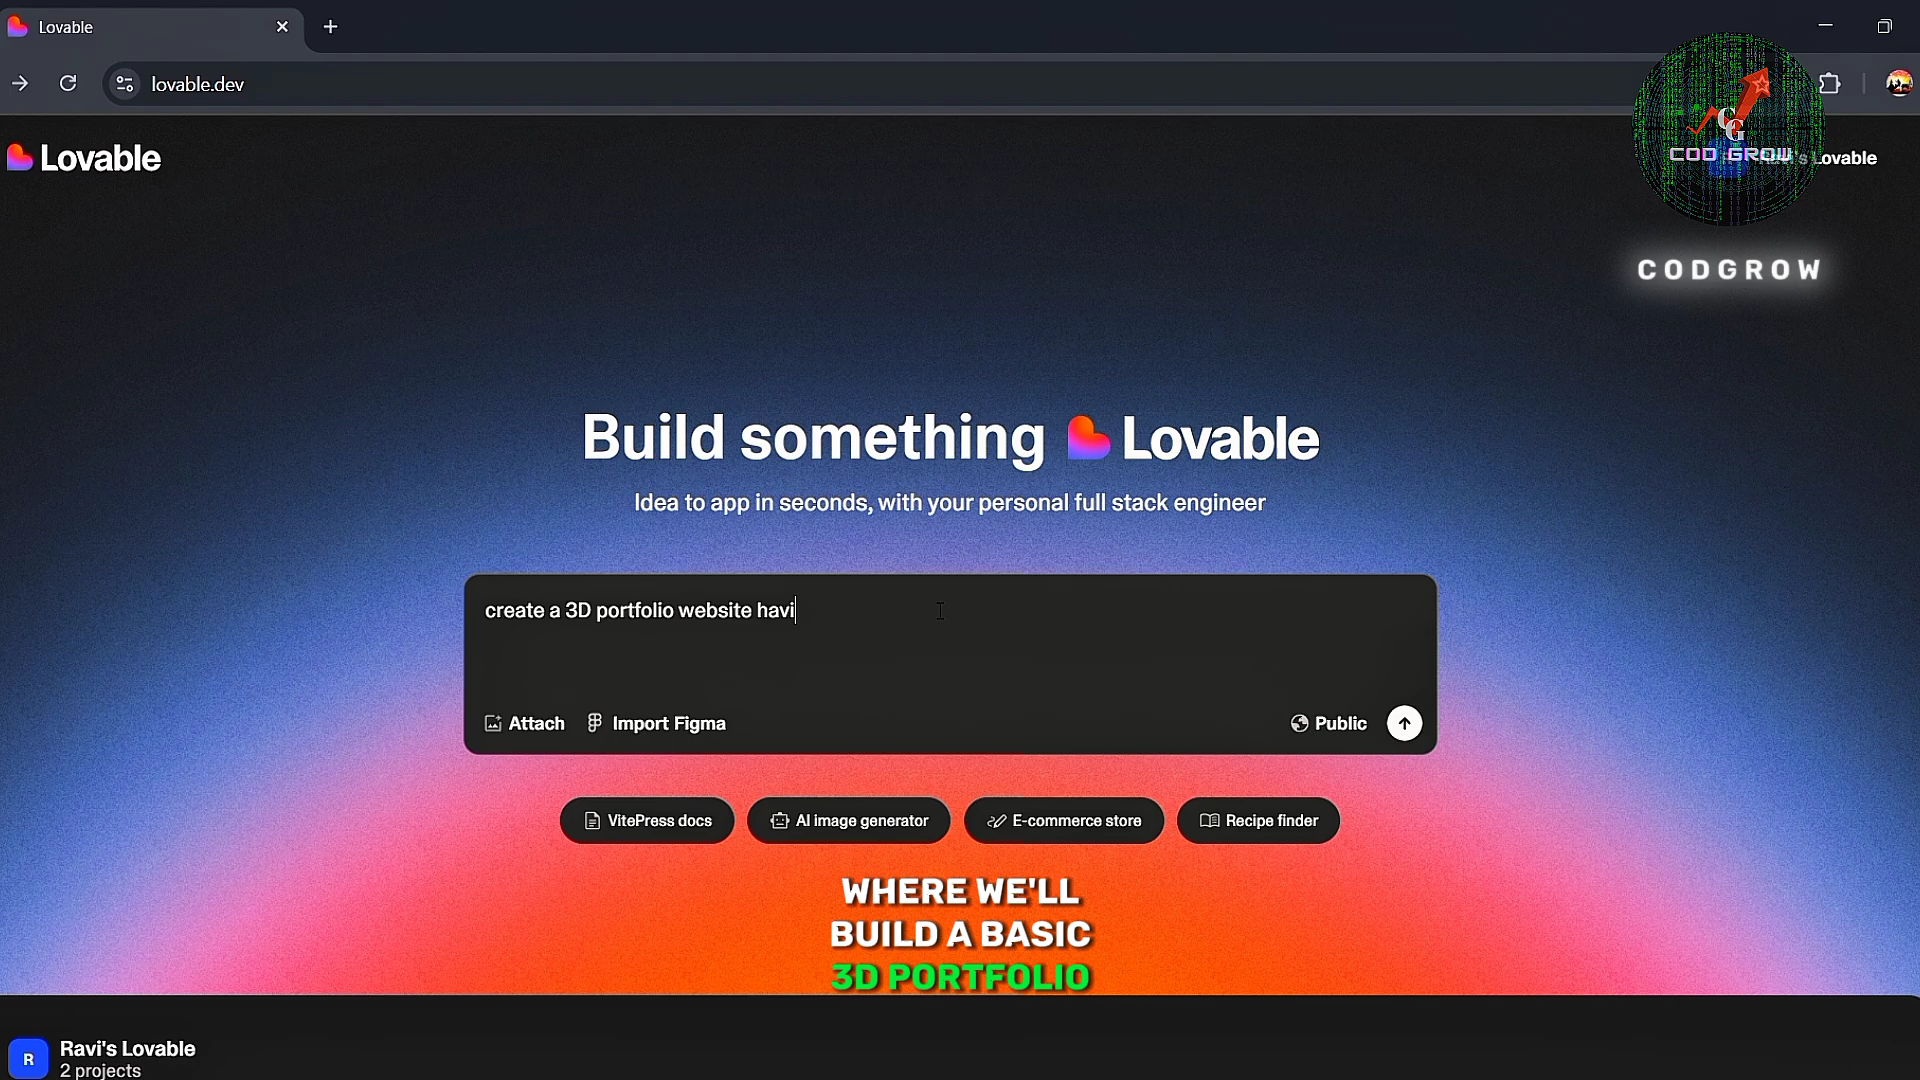 Lovable
lovable.dev
Lovable
COD GROW
ovable
CODGROW
Build something Lovable
Idea to app in seconds, with your personal full stack engineer
create a 3D portfolio website havi
Attach Import Figma Public
VitePress docs AI image generator E-commerce store Recipe finder
WHERE WE'LL
BUILD A BASIC
3D PORTFOLIO
R Ravi's Lovable
2 projects